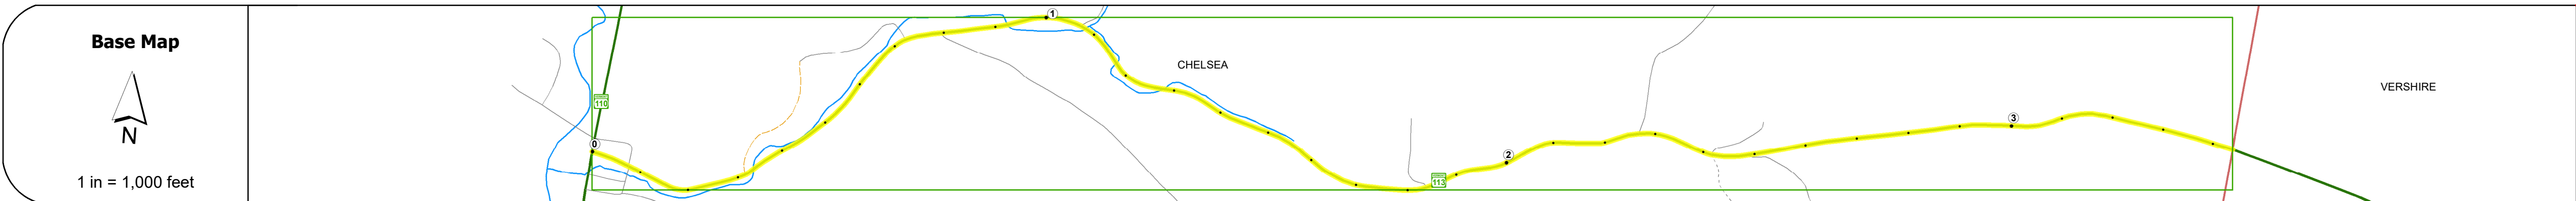 Base Map
N
1 in = 1,000 feet
110
0
1
CHELSEA
113
2
3
VERSHIRE